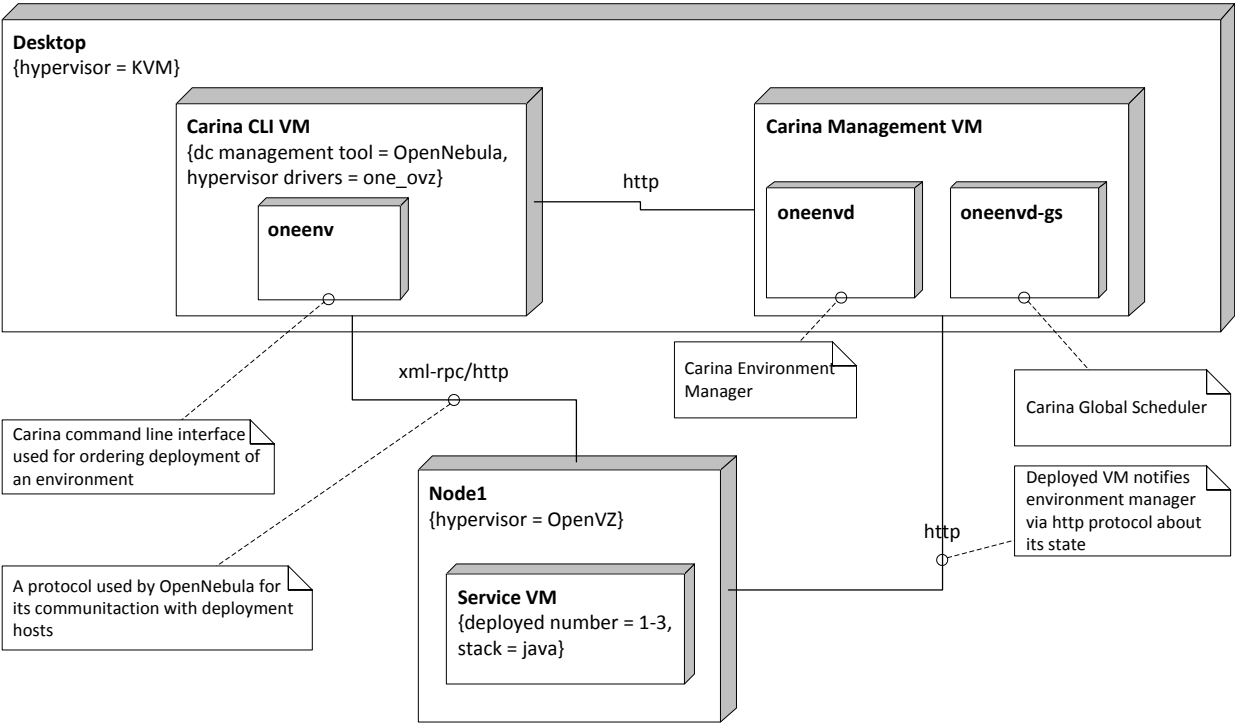 Desktop
{hypervisor = KVM}
Carina CLI VM
{dc management tool = OpenNebula,
hypervisor drivers = one_ovz}
oneenv
http
Carina Management VM
oneenvd
oneenvd-gs
xml-rpc/http
Carina Environment
Manager
Carina Global Scheduler
Carina command line interface
used for ordering deployment of
an environment
Node1
{hypervisor = OpenVZ}
Service VM
{deployed number = 1-3,
stack = java}
http
Deployed VM notifies
environment manager
via http protocol about
its state
A protocol used by OpenNebula for
its communitaction with deployment
hosts